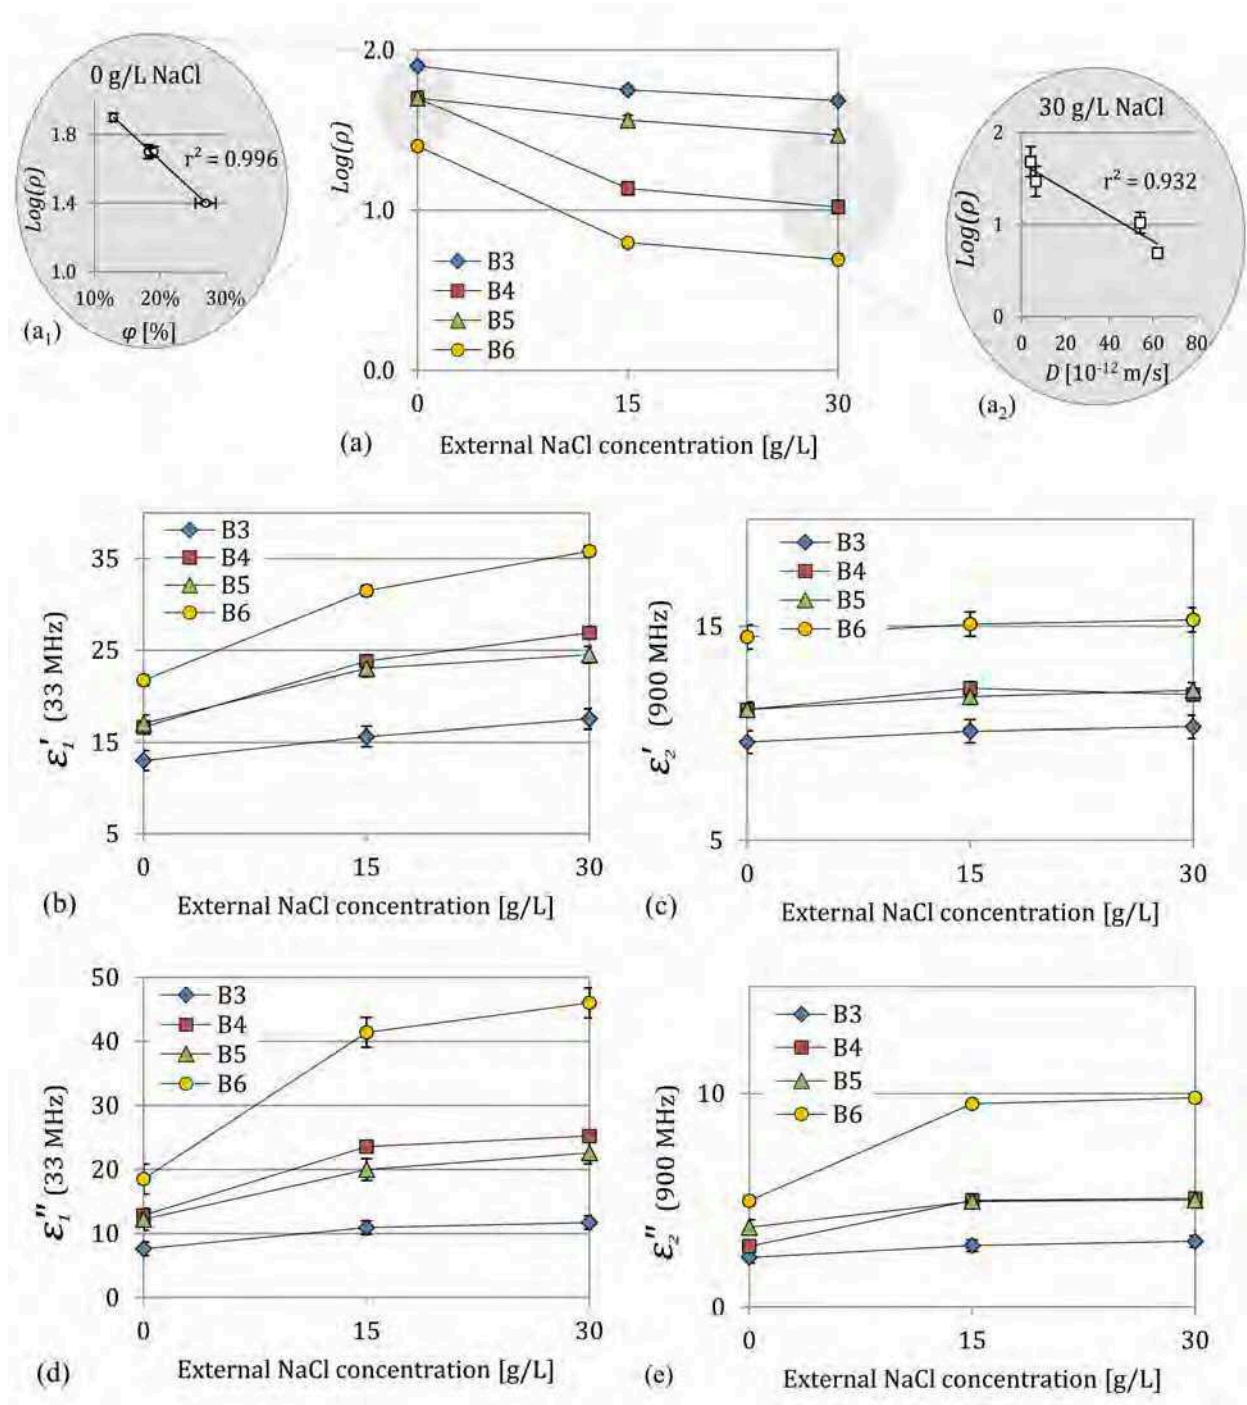 0 g/L NaCl
1.8
1.4
1.0
Log(ρ)
r² = 0.996
10% 20% 30%
φ [%]
(a₁)
2.0
1.0
0.0
Log(ρ)
B3
B4
B5
B6
0 15 30
(a) External NaCl concentration [g/L]
30 g/L NaCl
2
1
0
Log(ρ)
r² = 0.932
0 20 40 60 80
D [10⁻¹² m/s]
(a₂)
B3
B4
B5
B6
35
25
15
5
ε₁′ (33 MHz)
0 15 30
(b) External NaCl concentration [g/L]
B3
B4
B5
B6
15
5
ε₂′ (900 MHz)
0 15 30
(c) External NaCl concentration [g/L]
50
40
30
20
10
0
B3
B4
B5
B6
ε₁″ (33 MHz)
0 15 30
(d) External NaCl concentration [g/L]
B3
B4
B5
B6
10
0
ε₂″ (900 MHz)
0 15 30
(e) External NaCl concentration [g/L]